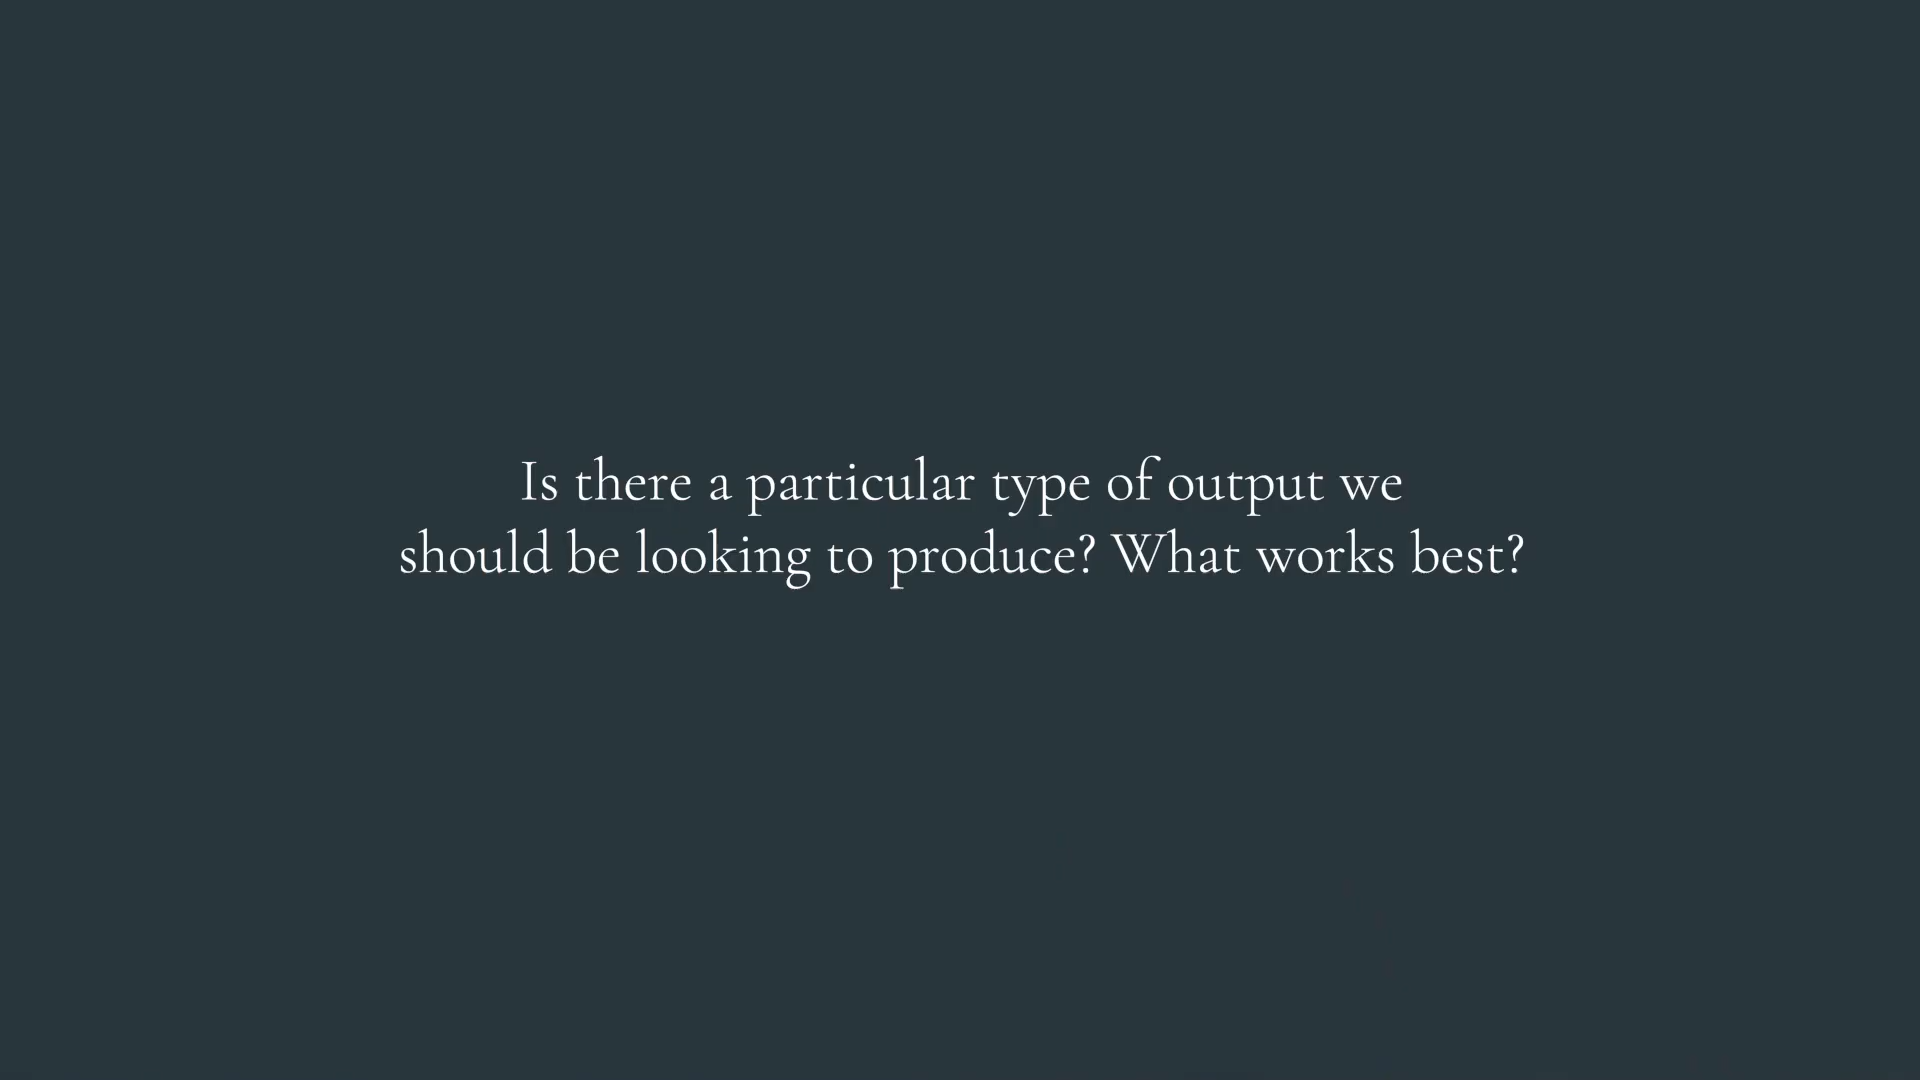 Is there a particular type of output we
should be looking to produce? What works best?